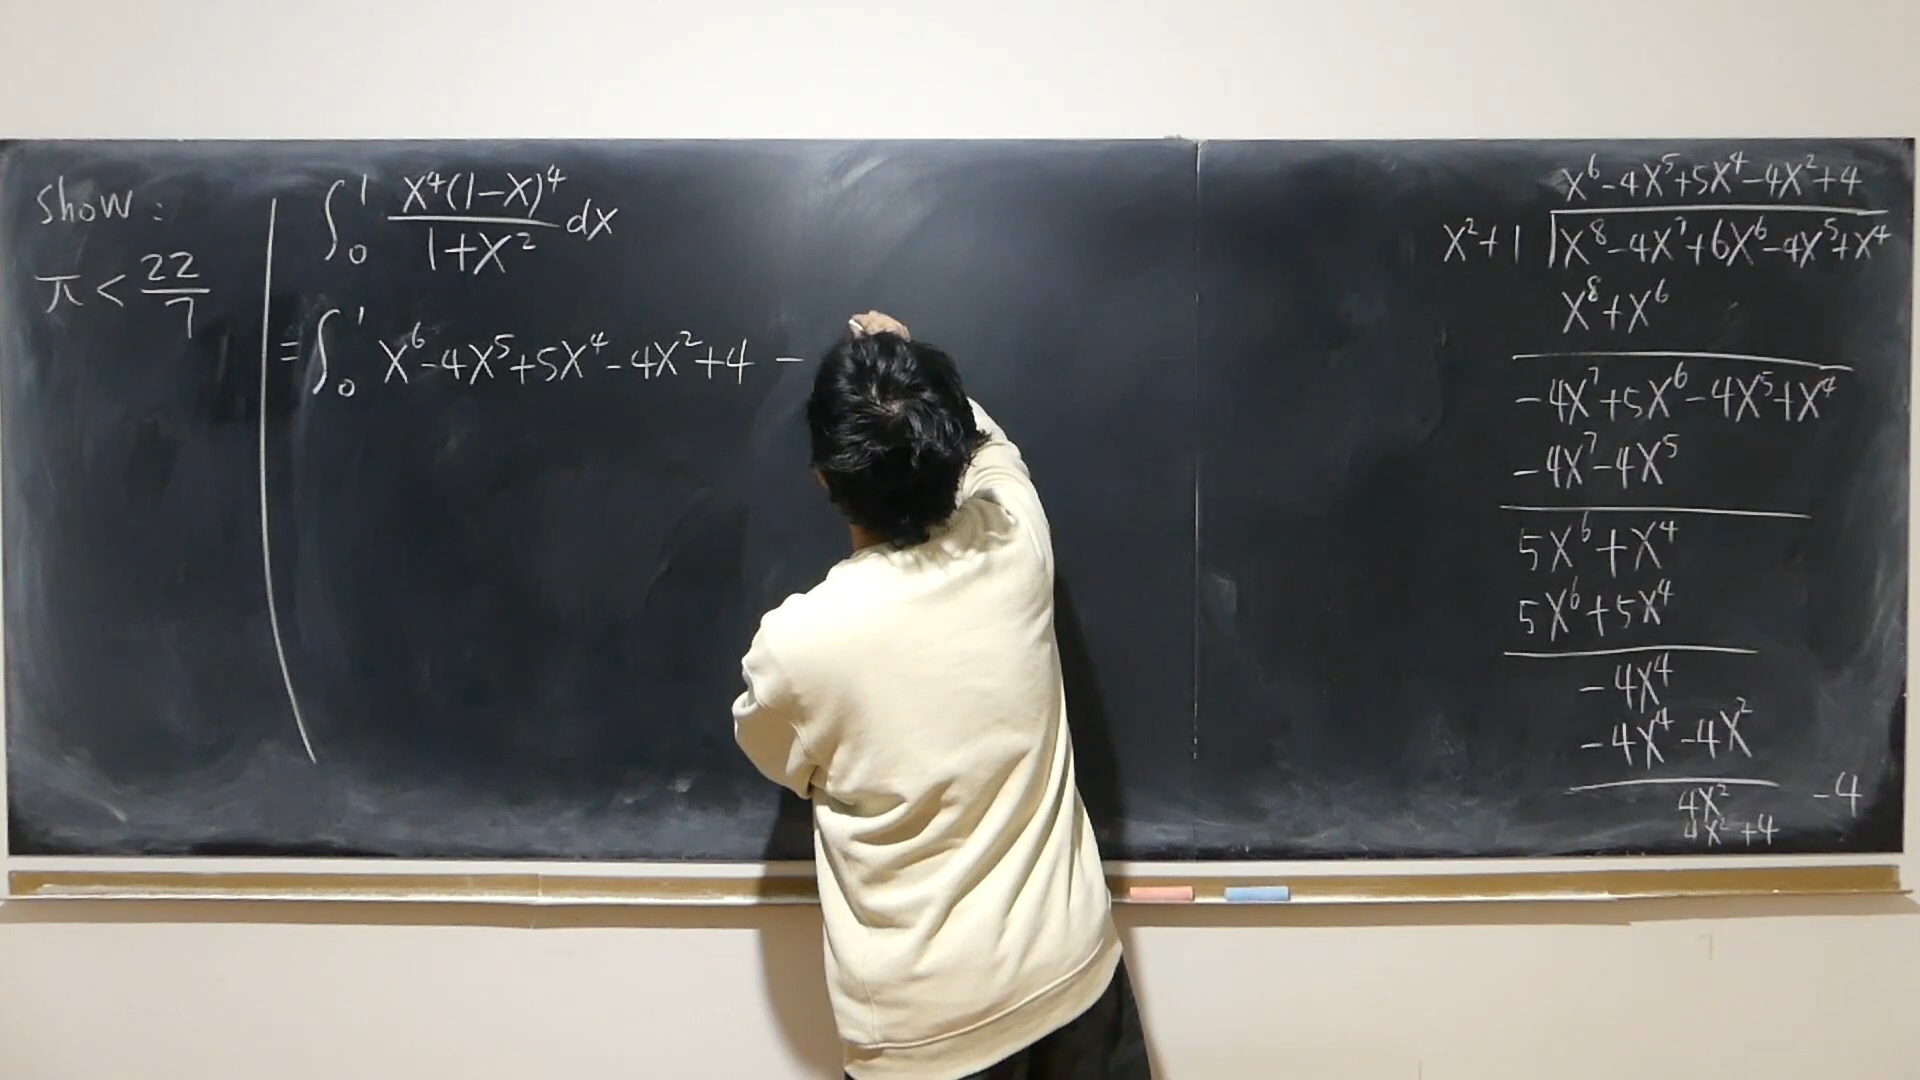 Show:
π < 22/7
∫₀¹ x⁴(1-x)⁴/1+x² dx
= ∫₀¹ x⁶-4x⁵+5x⁴-4x²+4 -
x⁶-4x⁵+5x⁴-4x²+4
x²+1 x⁸-4x⁷+6x⁶-4x⁵+x⁴
x⁸+x⁶
-4x⁷+5x⁶-4x⁵+x⁴
-4x⁷-4x⁵
5x⁶+x⁴
5x⁶+5x⁴
-4x⁴
-4x⁴-4x²
4x² -4
4x²+4